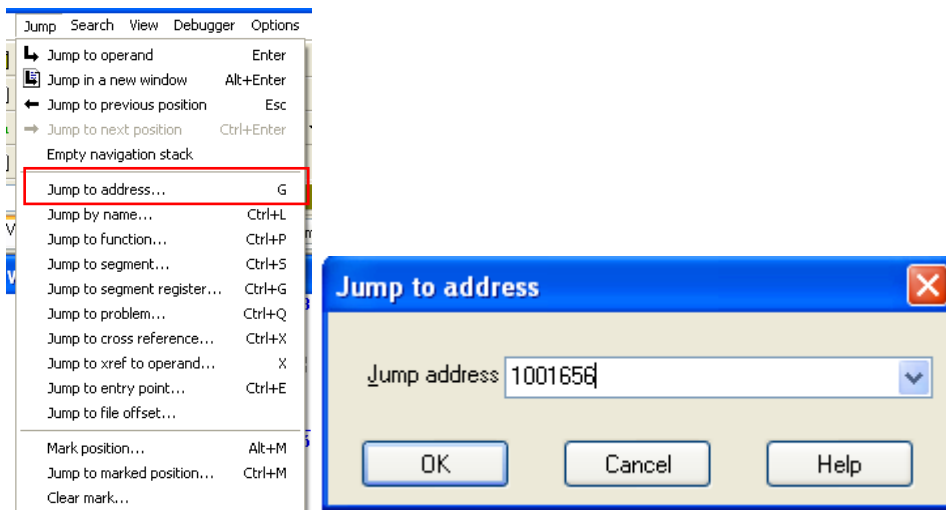 Jump Search View Debugger Options
Jump to operand Enter
Jump in a new window Alt+Enter
Jump to previous position Esc
Jump to next position Ctrl+Enter
Empty navigation stack
Jump to address... G
Jump by name... Ctrl+L
Jump to function... Ctrl+P
Jump to segment... Ctrl+S
Jump to segment register... Ctrl+G
Jump to problem... Ctrl+Q
Jump to cross reference... Ctrl+X
Jump to xref to operand... X
Jump to entry point... Ctrl+E
Jump to file offset...
Mark position... Alt+M
Jump to marked position... Ctrl+M
Clear mark...
Jump to address
Jump address 1001656
OK Cancel Help